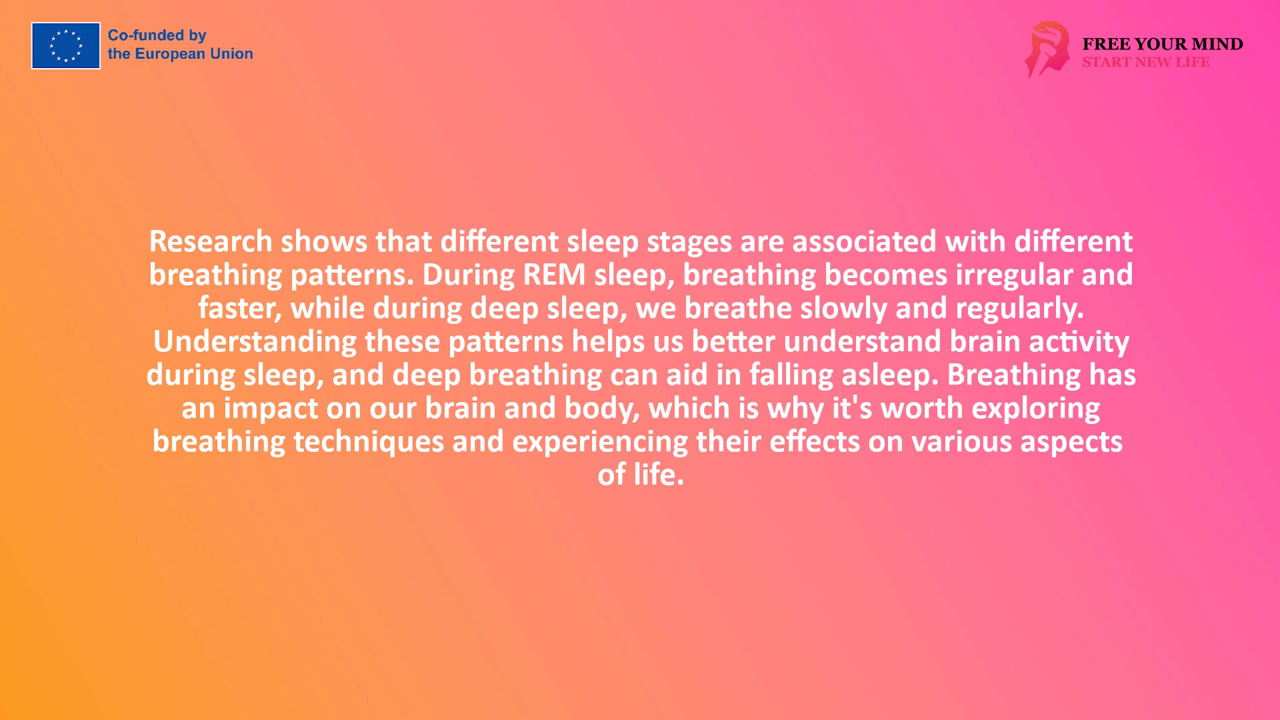 Co-funded by
the European Union
FREE YOUR MIND
START NEW LIFE
Research shows that different sleep stages are associated with different
breathing patterns. During REM sleep, breathing becomes irregular and
faster, while during deep sleep, we breathe slowly and regularly.
Understanding these patterns helps us better understand brain activity
during sleep, and deep breathing can aid in falling asleep. Breathing has
an impact on our brain and body, which is why it's worth exploring
breathing techniques and experiencing their effects on various aspects
of life.